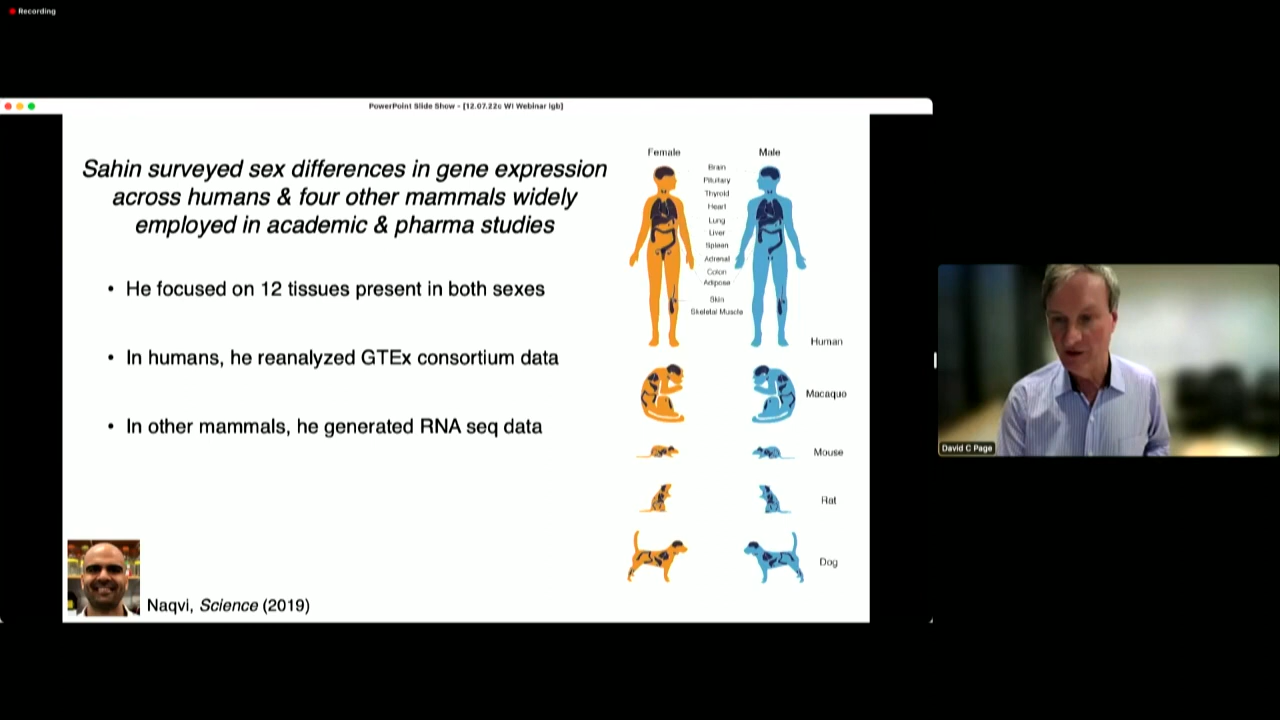 Recording
PowerPoint Slide Show - [12.07.22c WI Webinar lgb]
Sahin surveyed sex differences in gene expression
across humans & four other mammals widely
employed in academic & pharma studies
• He focused on 12 tissues present in both sexes
• In humans, he reanalyzed GTEx consortium data
• In other mammals, he generated RNA seq data
Naqvi, Science (2019)
Female
Male
Brain
Pituitary
Thyroid
Heart
Lung
Liver
Spleen
Adrenal
Colon
Adipose
Skin
Skeletal Muscle
Human
Macaque
Mouse
Rat
Dog
David C Page